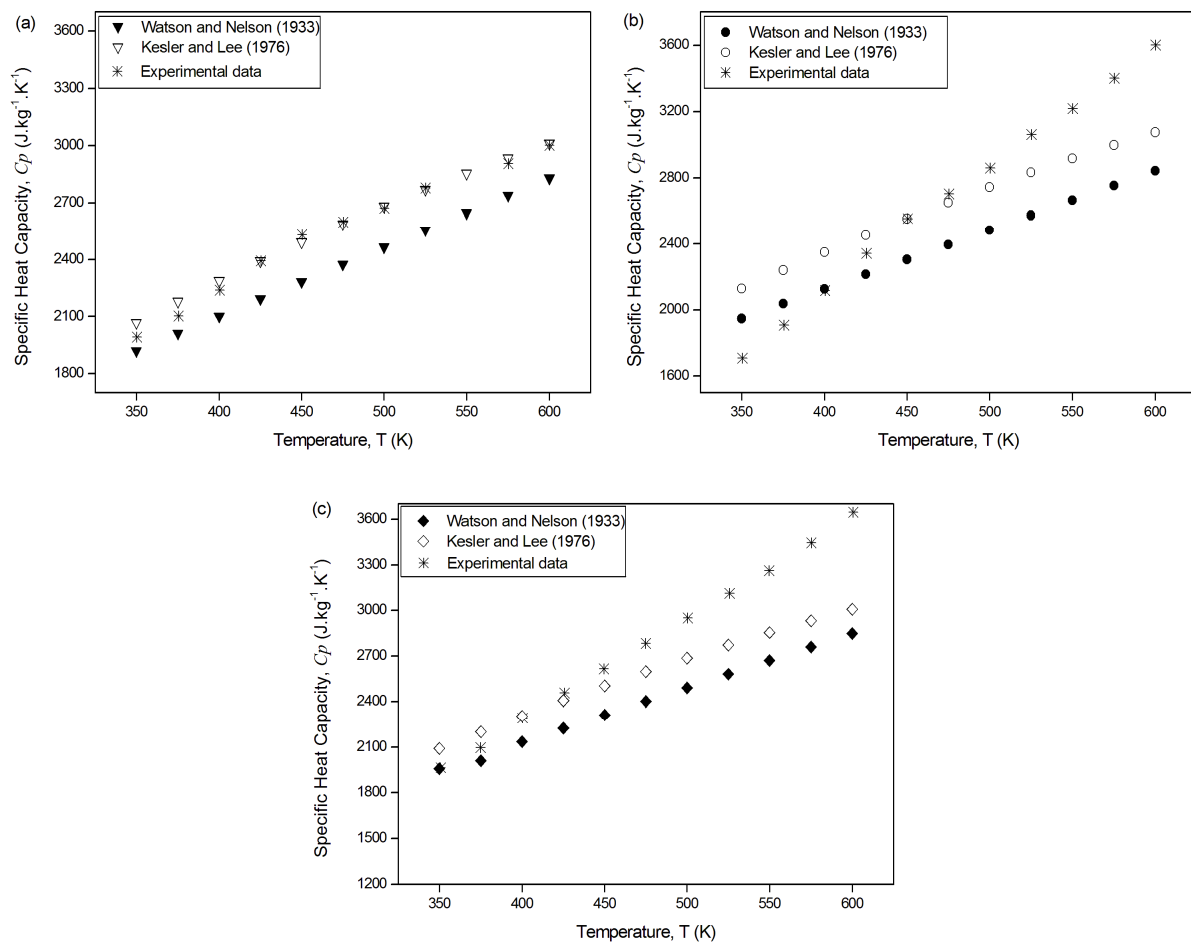 (a)
Watson and Nelson (1933)
Kesler and Lee (1976)
Experimental data
3600
3300
3000
2700
2400
2100
1800
Specific Heat Capacity, Cp (J.kg⁻¹.K⁻¹)
350 400 450 500 550 600
Temperature, T (K)
(b)
Watson and Nelson (1933)
Kesler and Lee (1976)
Experimental data
3600
3200
2800
2400
2000
1600
Specific Heat Capacity, Cp (J.kg⁻¹.K⁻¹)
350 400 450 500 550 600
Temperature, T (K)
(c)
Watson and Nelson (1933)
Kesler and Lee (1976)
Experimental data
3600
3300
3000
2700
2400
2100
1800
1500
1200
Specific Heat Capacity, Cp (J.kg⁻¹.K⁻¹)
350 400 450 500 550 600
Temperature, T (K)